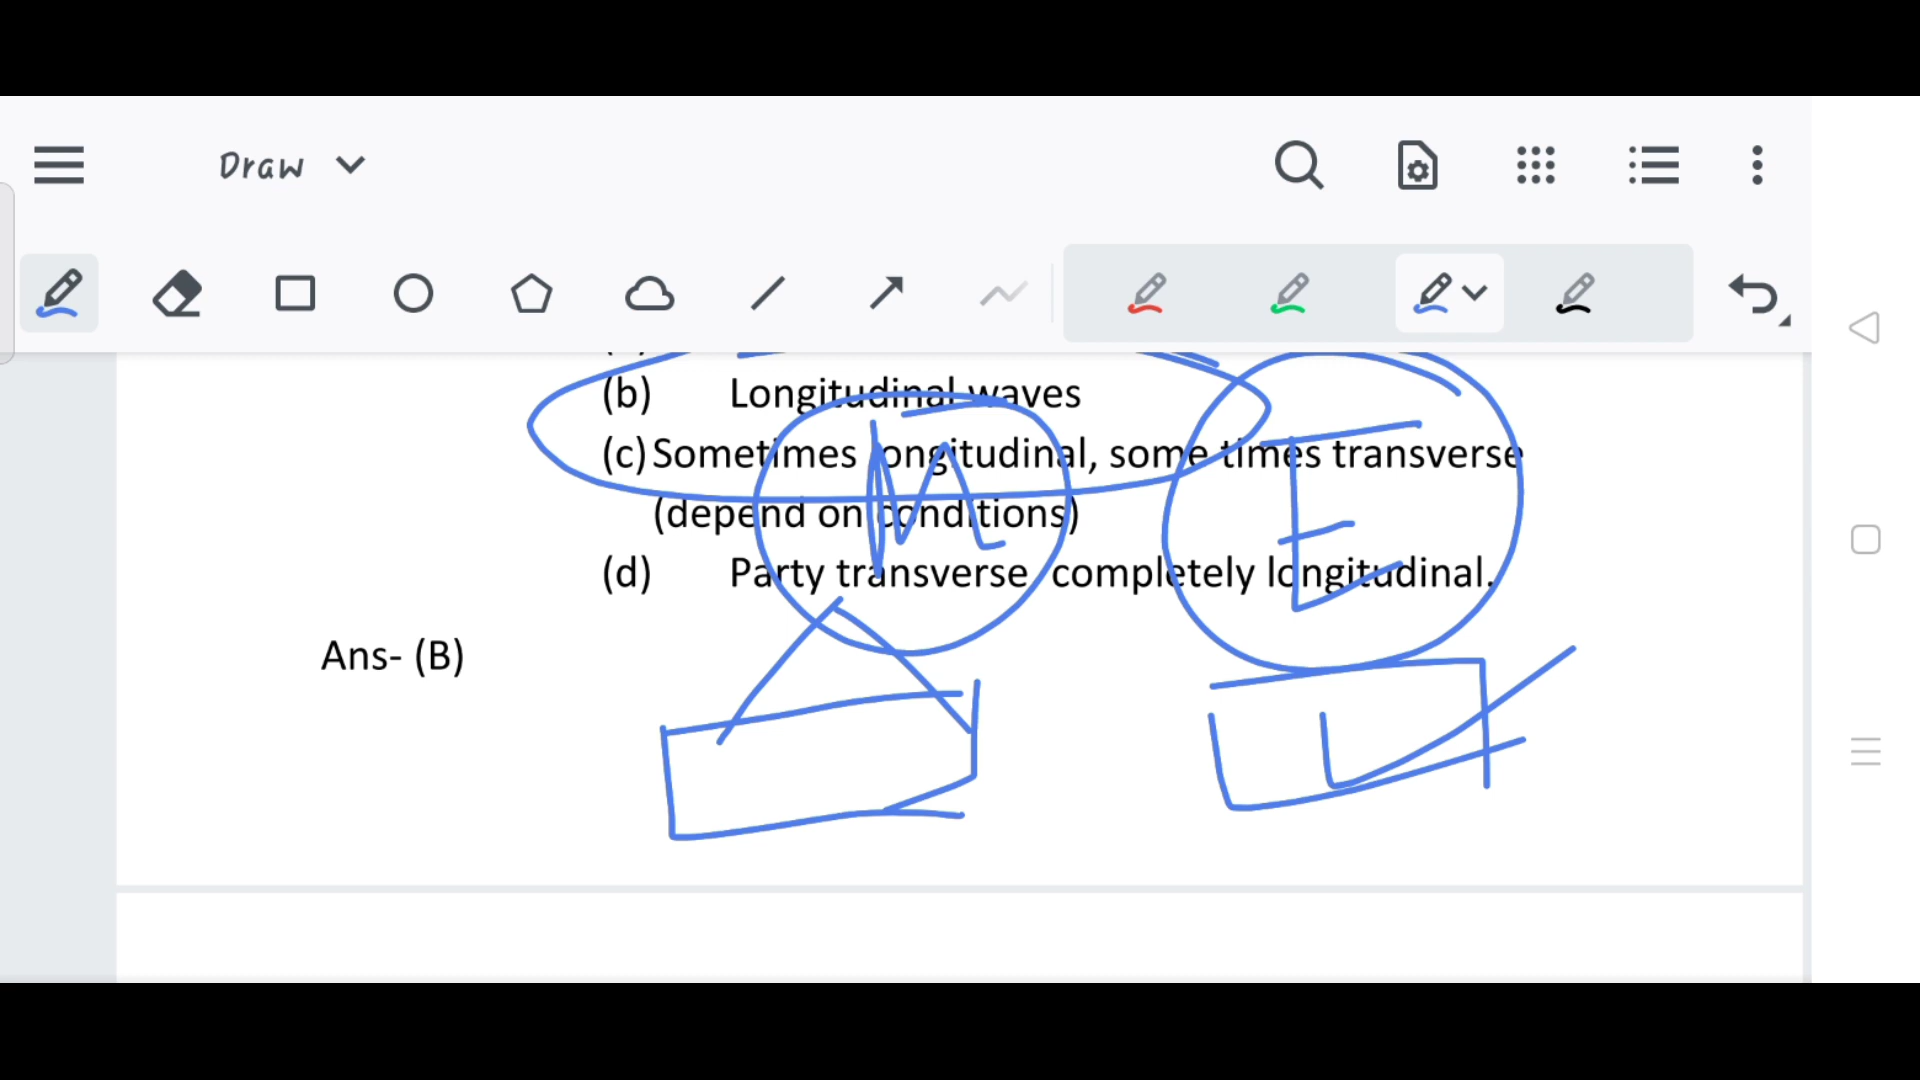 Draw
(b) Longitudinal waves
(c) Sometimes longitudinal, some times transverse
(depend on conditions)
(d) Party transverse, completely longitudinal.
M
E
Ans- (B)